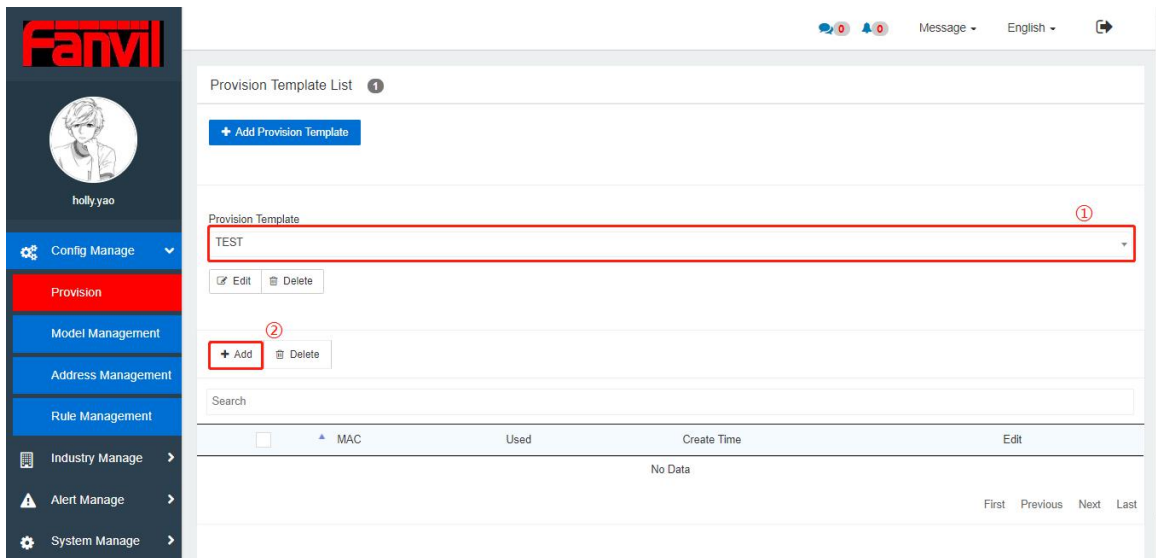 Fanvil
0 0 Message English
Provision Template List 1
+ Add Provision Template
holly.yao
Provision Template
①
TEST
Config Manage
Edit Delete
Provision
②
Model Management
+ Add Delete
Address Management
Search
Rule Management
MAC Used Create Time Edit
Industry Manage
No Data
Alert Manage
First Previous Next Last
System Manage